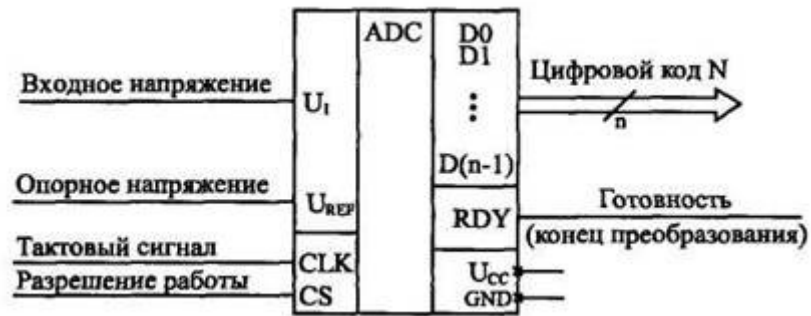 ADC
D0
D1
Входное напряжение
U_I
Цифровой код N
n
D(n-1)
Опорное напряжение
U_REF
RDY
Готовность
(конец преобразования)
Тактовый сигнал
CLK
Разрешение работы
CS
U_CC
GND